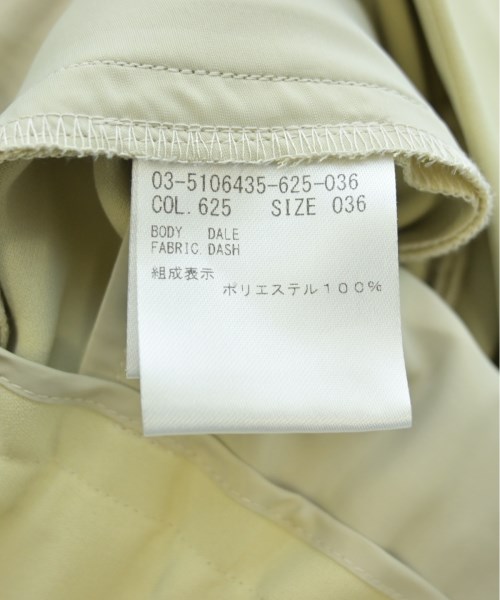 03-5106435-625-036
COL.625 SIZE 036
BODY. DALE
FABRIC.DASH
組成表示
ポリエステル100%